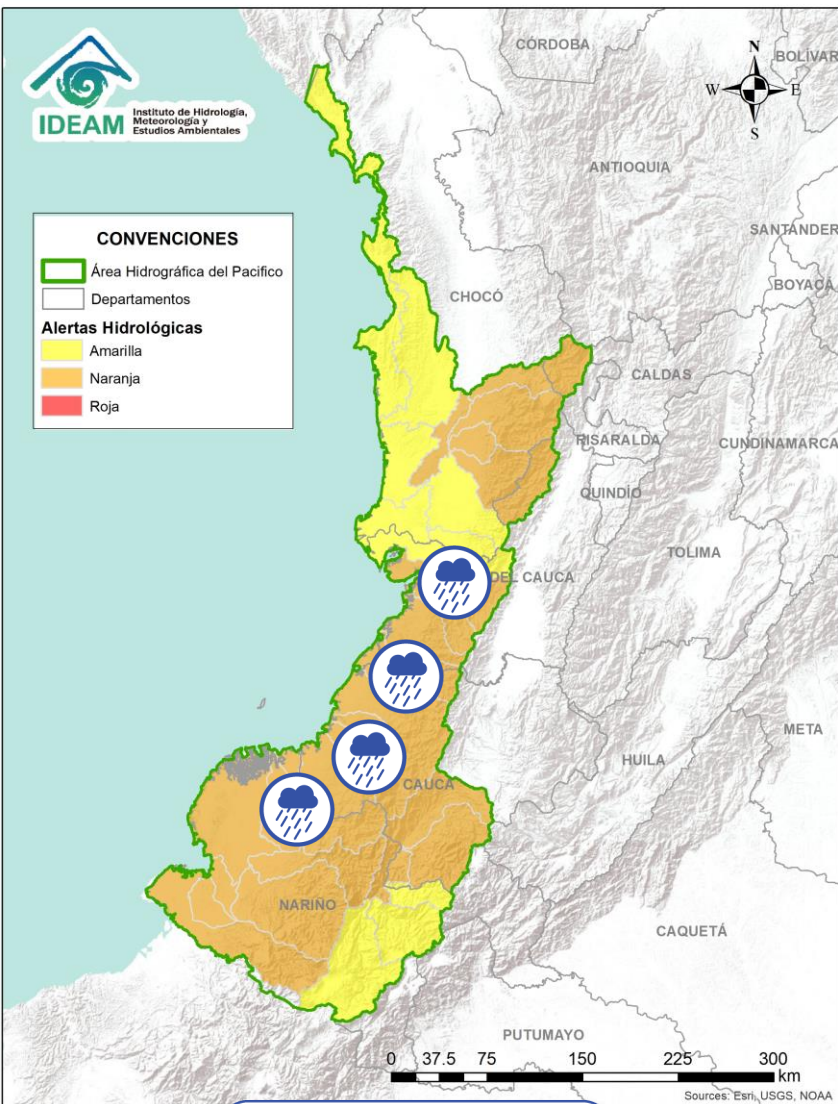 IDEAM
Instituto de Hidrología,
Meteorología y
Estudios Ambientales
CÓRDOBA
BOLÍVAR
N
W
E
S
ANTIOQUIA
SANTANDER
BOYACÁ
CONVENCIONES
Área Hidrográfica del Pacifico
Departamentos
Alertas Hidrológicas
Amarilla
Naranja
Roja
CHOCÓ
CALDAS
RISARALDA
CUNDINAMARCA
QUINDÍO
TOLIMA
DEL CAUCA
META
HUILA
CAUCA
NARIÑO
CAQUETÁ
PUTUMAYO
0 37.5 75 150 225 300
km
Sources: Esri, USGS, NOAA